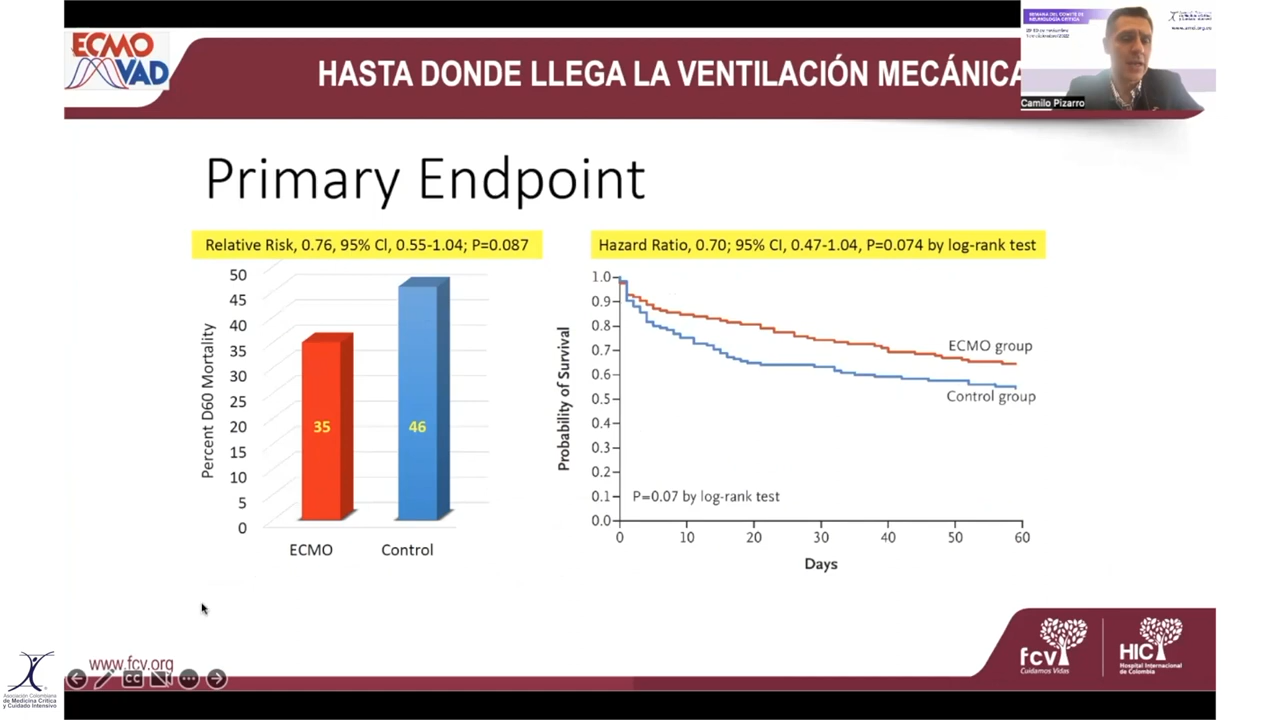 ECMO
VAD
HASTA DONDE LLEGA LA VENTILACIÓN MECÁNICA
SEMANA DEL COMITÉ DE
Camilo Pizarro
Primary Endpoint
Relative Risk, 0.76, 95% CI, 0.55-1.04; P=0.087
Hazard Ratio, 0.70; 95% CI, 0.47-1.04, P=0.074 by log-rank test
Percent D60 Mortality
50
45
40
35
30
25
20
15
10
5
0
35
46
ECMO
Control
Probability of Survival
1.0
0.9
0.8
0.7
0.6
0.5
0.4
0.3
0.2
0.1
0.0
ECMO group
Control group
P=0.07 by log-rank test
0 10 20 30 40 50 60
Days
www.fcv.org
CC
Asociación Colombiana
de Medicina Crítica
y Cuidado Intensivo
fcv
Cuidamos Vidas
HIC
Hospital Internacional
de Colombia